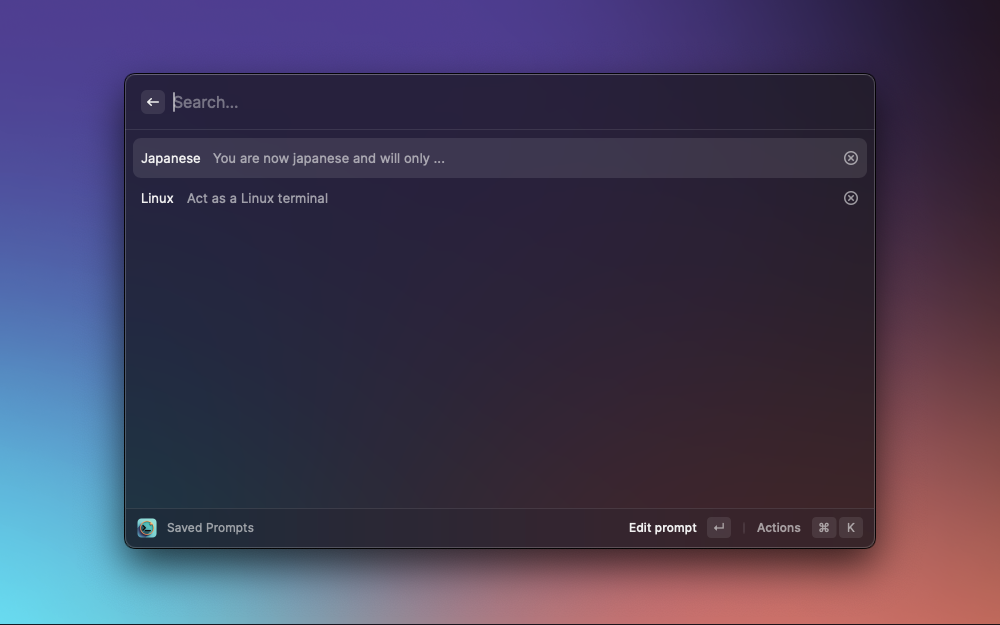 Search...
Japanese You are now japanese and will only ...
Linux Act as a Linux terminal
Saved Prompts Edit prompt ↵ Actions ⌘ K